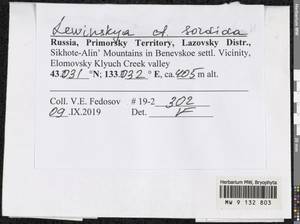 Lewinskya cf. sordida
Russia, Primorsky Territory, Lazovsky Distr.,
Sikhote-Alin' Mountains in Benevskoe settl. Vicinity,
Elomovsky Klyuch Creek valley
43.031 °N; 133.032 ° E, ca. 405 m alt.
Coll. V.E. Fedosov # 19-2 302
09 .IX.2019 Det. VF
Herbarium MW, Bryophyta
MW 9 132 803